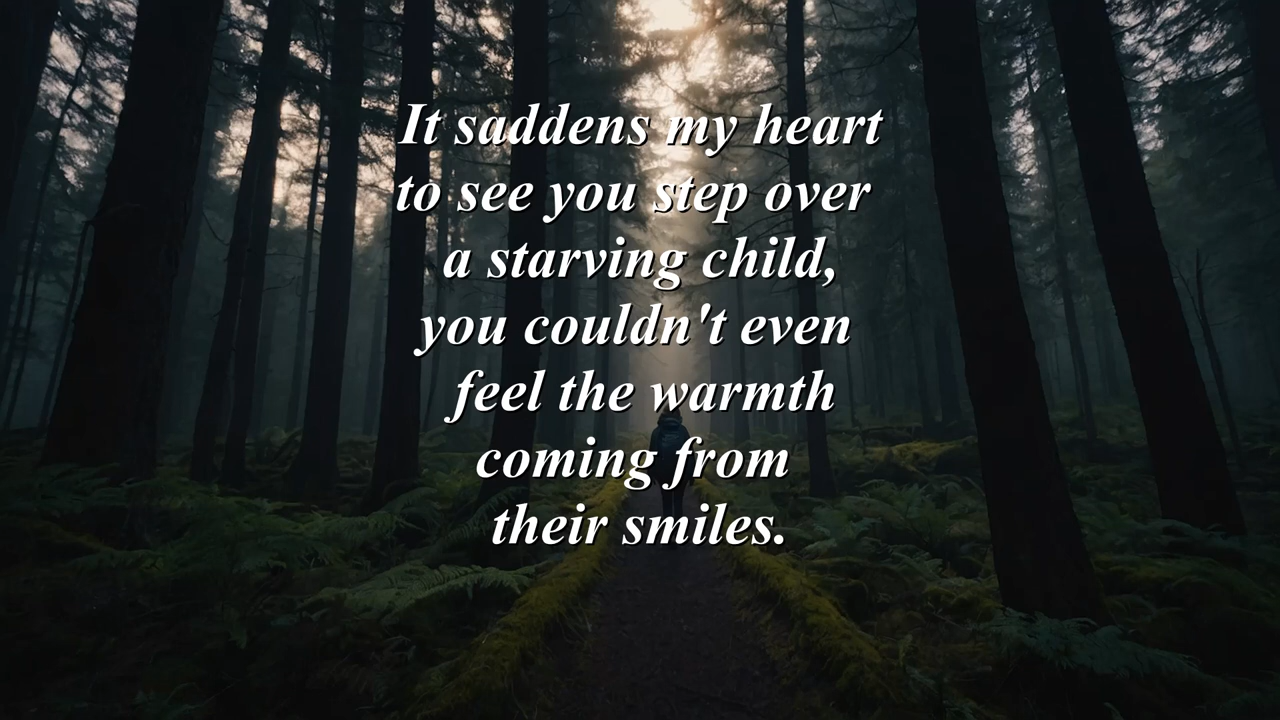 It saddens my heart
to see you step over
a starving child,
you couldn't even
feel the warmth
coming from
their smiles.